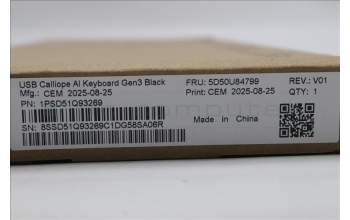 USB Calliope AI Keyboard Gen3 Black
Mfg.: CEM 2025-08-25
PN: 1PSD51Q93269
SN: 8SSD51Q93269C1DG58SA06R
FRU: 5D50U84799
Print: CEM 2025-08-25
REV.: V01
QTY: 1
Made in China